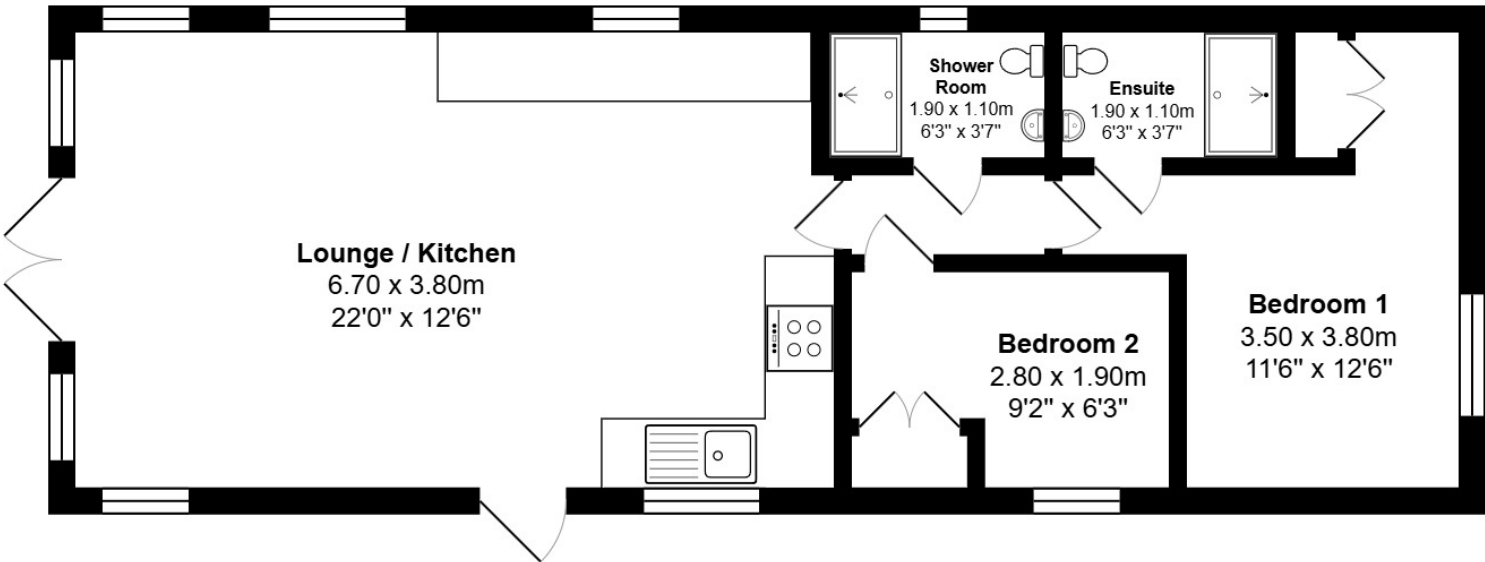 Lounge / Kitchen
6.70 x 3.80m
22'0" x 12'6"
Shower
Room
1.90 x 1.10m
6'3" x 3'7"
Ensuite
1.90 x 1.10m
6'3" x 3'7"
Bedroom 2
2.80 x 1.90m
9'2" x 6'3"
Bedroom 1
3.50 x 3.80m
11'6" x 12'6"